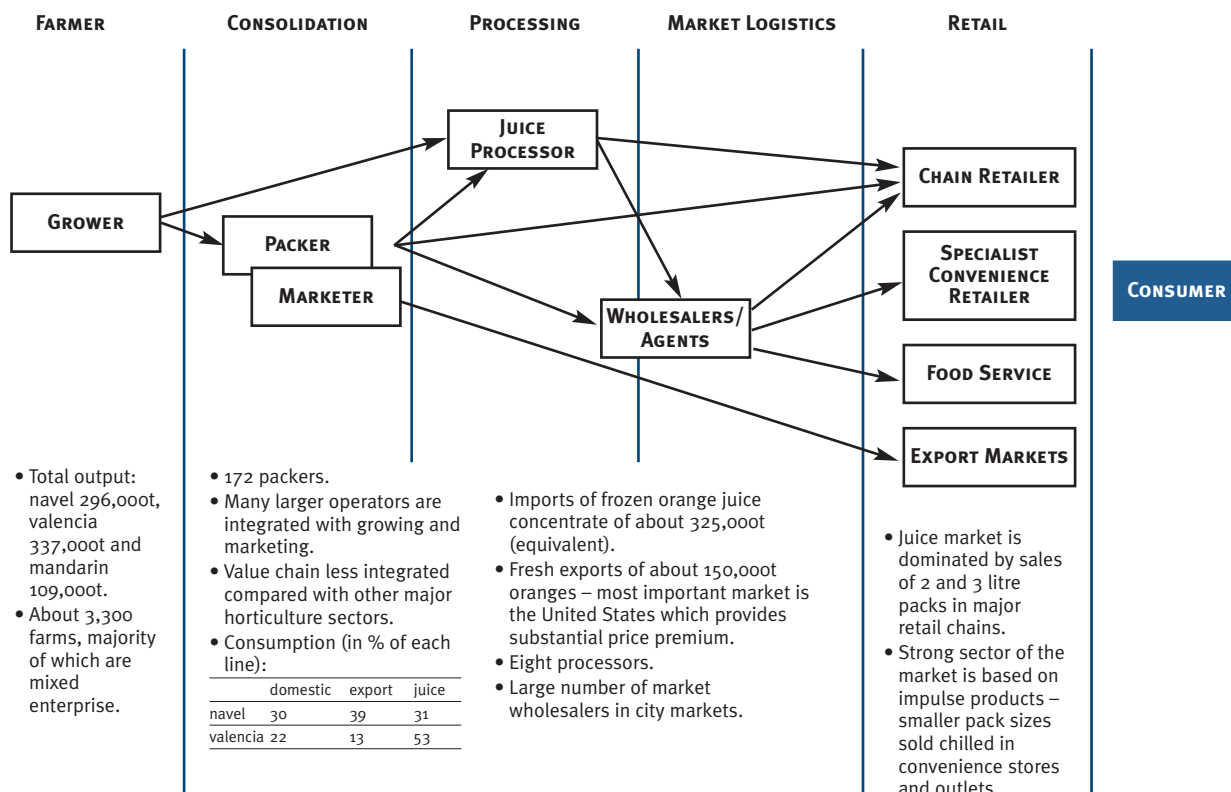 FARMER
CONSOLIDATION
PROCESSING
MARKET LOGISTICS
RETAIL
JUICE
PROCESSOR
CHAIN RETAILER
GROWER
PACKER
MARKETER
SPECIALIST
CONVENIENCE
RETAILER
CONSUMER
WHOLESALERS/
AGENTS
FOOD SERVICE
EXPORT MARKETS
• Total output:
navel 296,000t,
valencia
337,000t and
mandarin
109,000t.
• About 3,300
farms, majority
of which are
mixed
enterprise.
• 172 packers.
• Many larger operators are
integrated with growing and
marketing.
• Value chain less integrated
compared with other major
horticulture sectors.
• Consumption (in % of each
line):
domestic export juice
navel 30 39 31
valencia 22 13 53
• Imports of frozen orange juice
concentrate of about 325,000t
(equivalent).
• Fresh exports of about 150,000t
oranges – most important market is
the United States which provides
substantial price premium.
• Eight processors.
• Large number of market
wholesalers in city markets.
• Juice market is
dominated by sales
of 2 and 3 litre
packs in major
retail chains.
• Strong sector of the
market is based on
impulse products –
smaller pack sizes
sold chilled in
convenience stores
and outlets